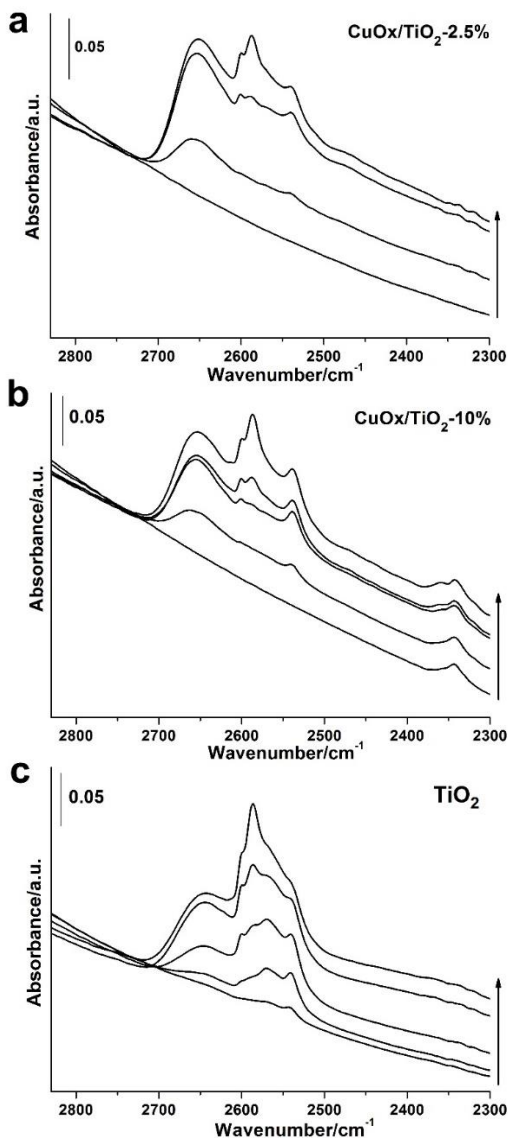 a
CuOx/TiO₂-2.5%
0.05
Absorbance/a.u.
2800 2700 2600 2500 2400 2300
Wavenumber/cm⁻¹
b
CuOx/TiO₂-10%
0.05
Absorbance/a.u.
2800 2700 2600 2500 2400 2300
Wavenumber/cm⁻¹
c
TiO₂
0.05
Absorbance/a.u.
2800 2700 2600 2500 2400 2300
Wavenumber/cm⁻¹